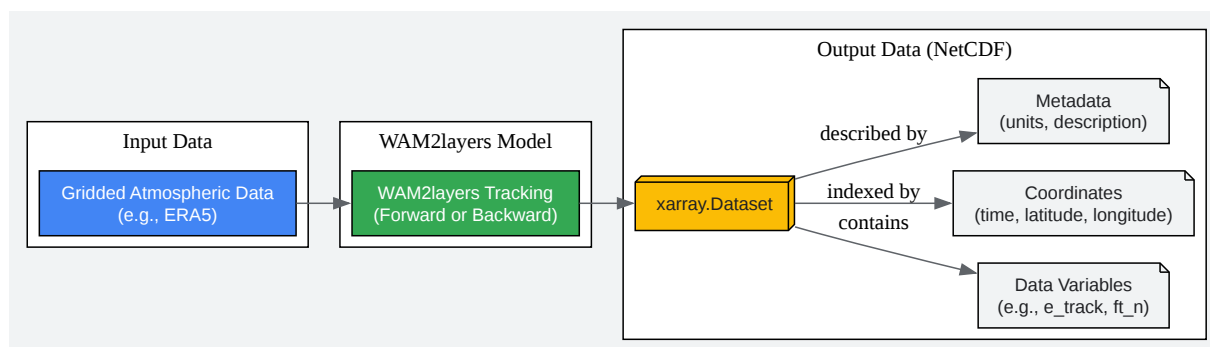 Input Data
Gridded Atmospheric Data
(e.g., ERA5)
WAM2layers Model
WAM2layers Tracking
(Forward or Backward)
Output Data (NetCDF)
xarray.Dataset
described by
indexed by
contains
Metadata
(units, description)
Coordinates
(time, latitude, longitude)
Data Variables
(e.g., e_track, ft_n)